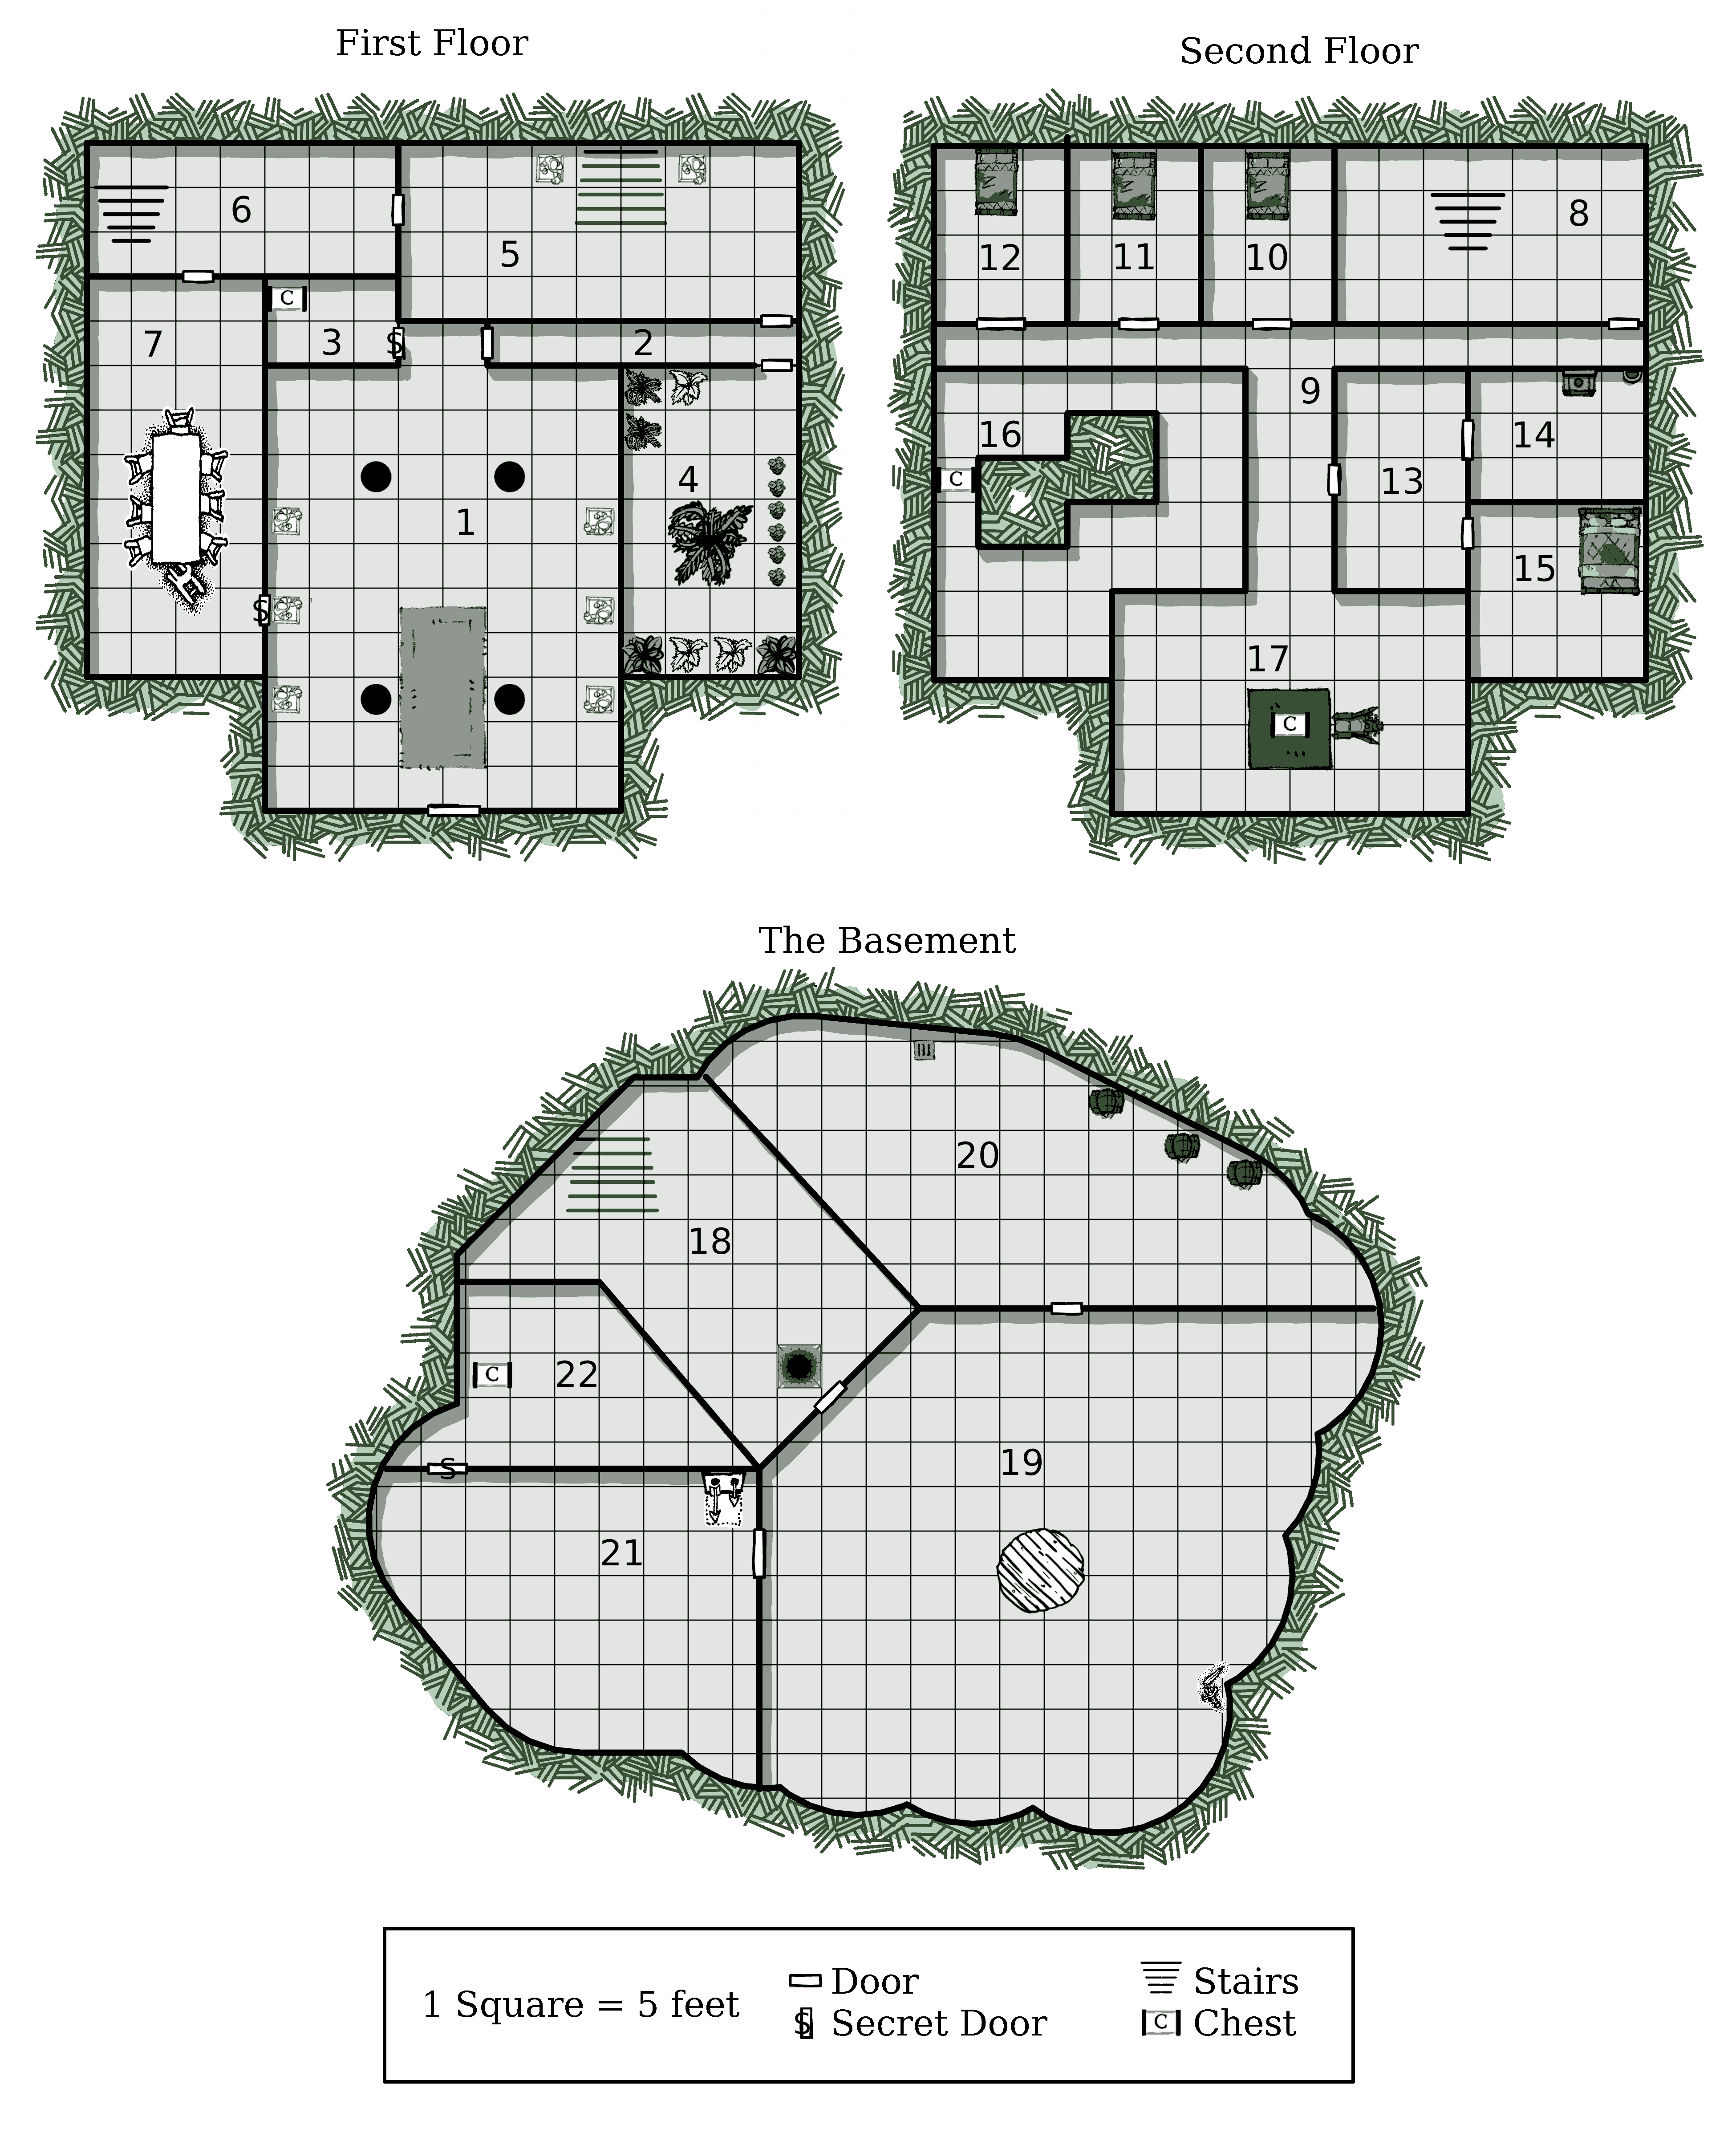 First Floor
Second Floor
6
5
C
7
3
S
2
4
1
S
12
11
10
8
9
16
14
C
13
15
17
C
The Basement
20
18
C
22
S
19
21
1 Square = 5 feet
Door
Stairs
S
Secret Door
C
Chest